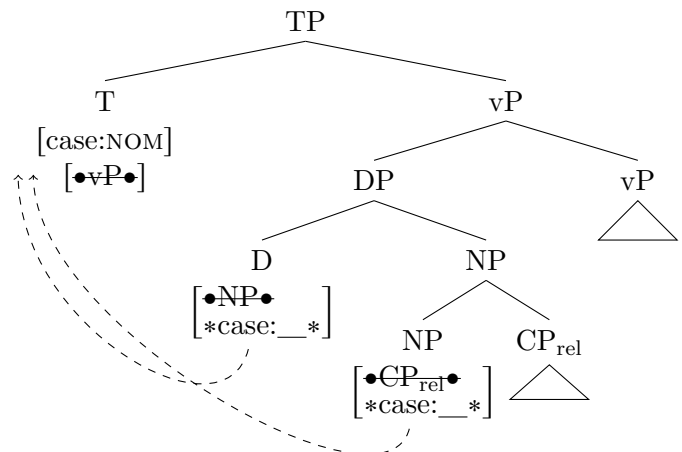 TP
T vP
[case:NOM]
[●vP●] DP vP
D NP
[●NP●]
[∗case:__∗] NP CPrel
[●CPrel●]
[∗case:__∗]